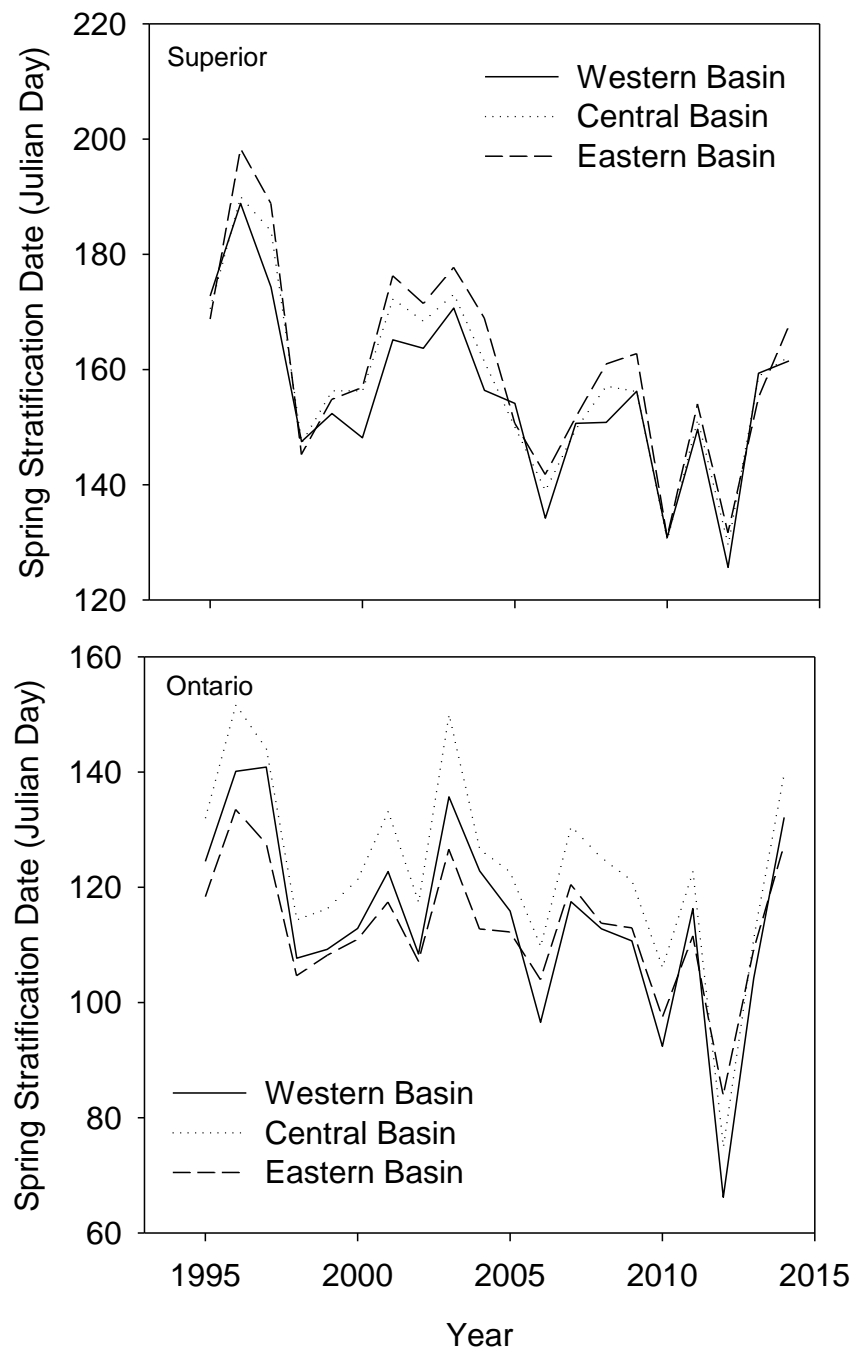 220
200
180
160
140
120
Spring Stratification Date (Julian Day)
Superior
Western Basin
Central Basin
Eastern Basin
160
140
120
100
80
60
Spring Stratification Date (Julian Day)
Ontario
Western Basin
Central Basin
Eastern Basin
1995 2000 2005 2010 2015
Year